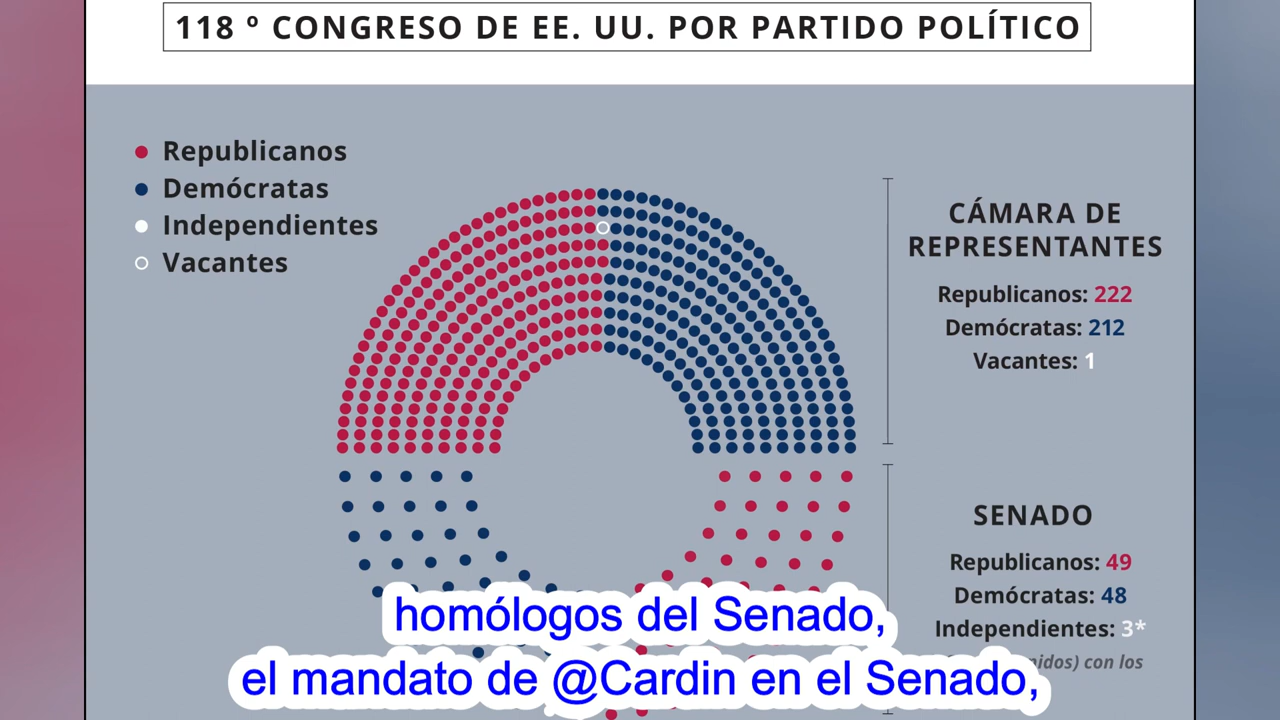 118 º CONGRESO DE EE. UU. POR PARTIDO POLÍTICO
Republicanos
Demócratas
Independientes
Vacantes
CÁMARA DE
REPRESENTANTES
Republicanos: 222
Demócratas: 212
Vacantes: 1
SENADO
Republicanos: 49
Demócratas: 48
Independientes: 3*
con los
homólogos del Senado,
el mandato de @Cardin en el Senado,